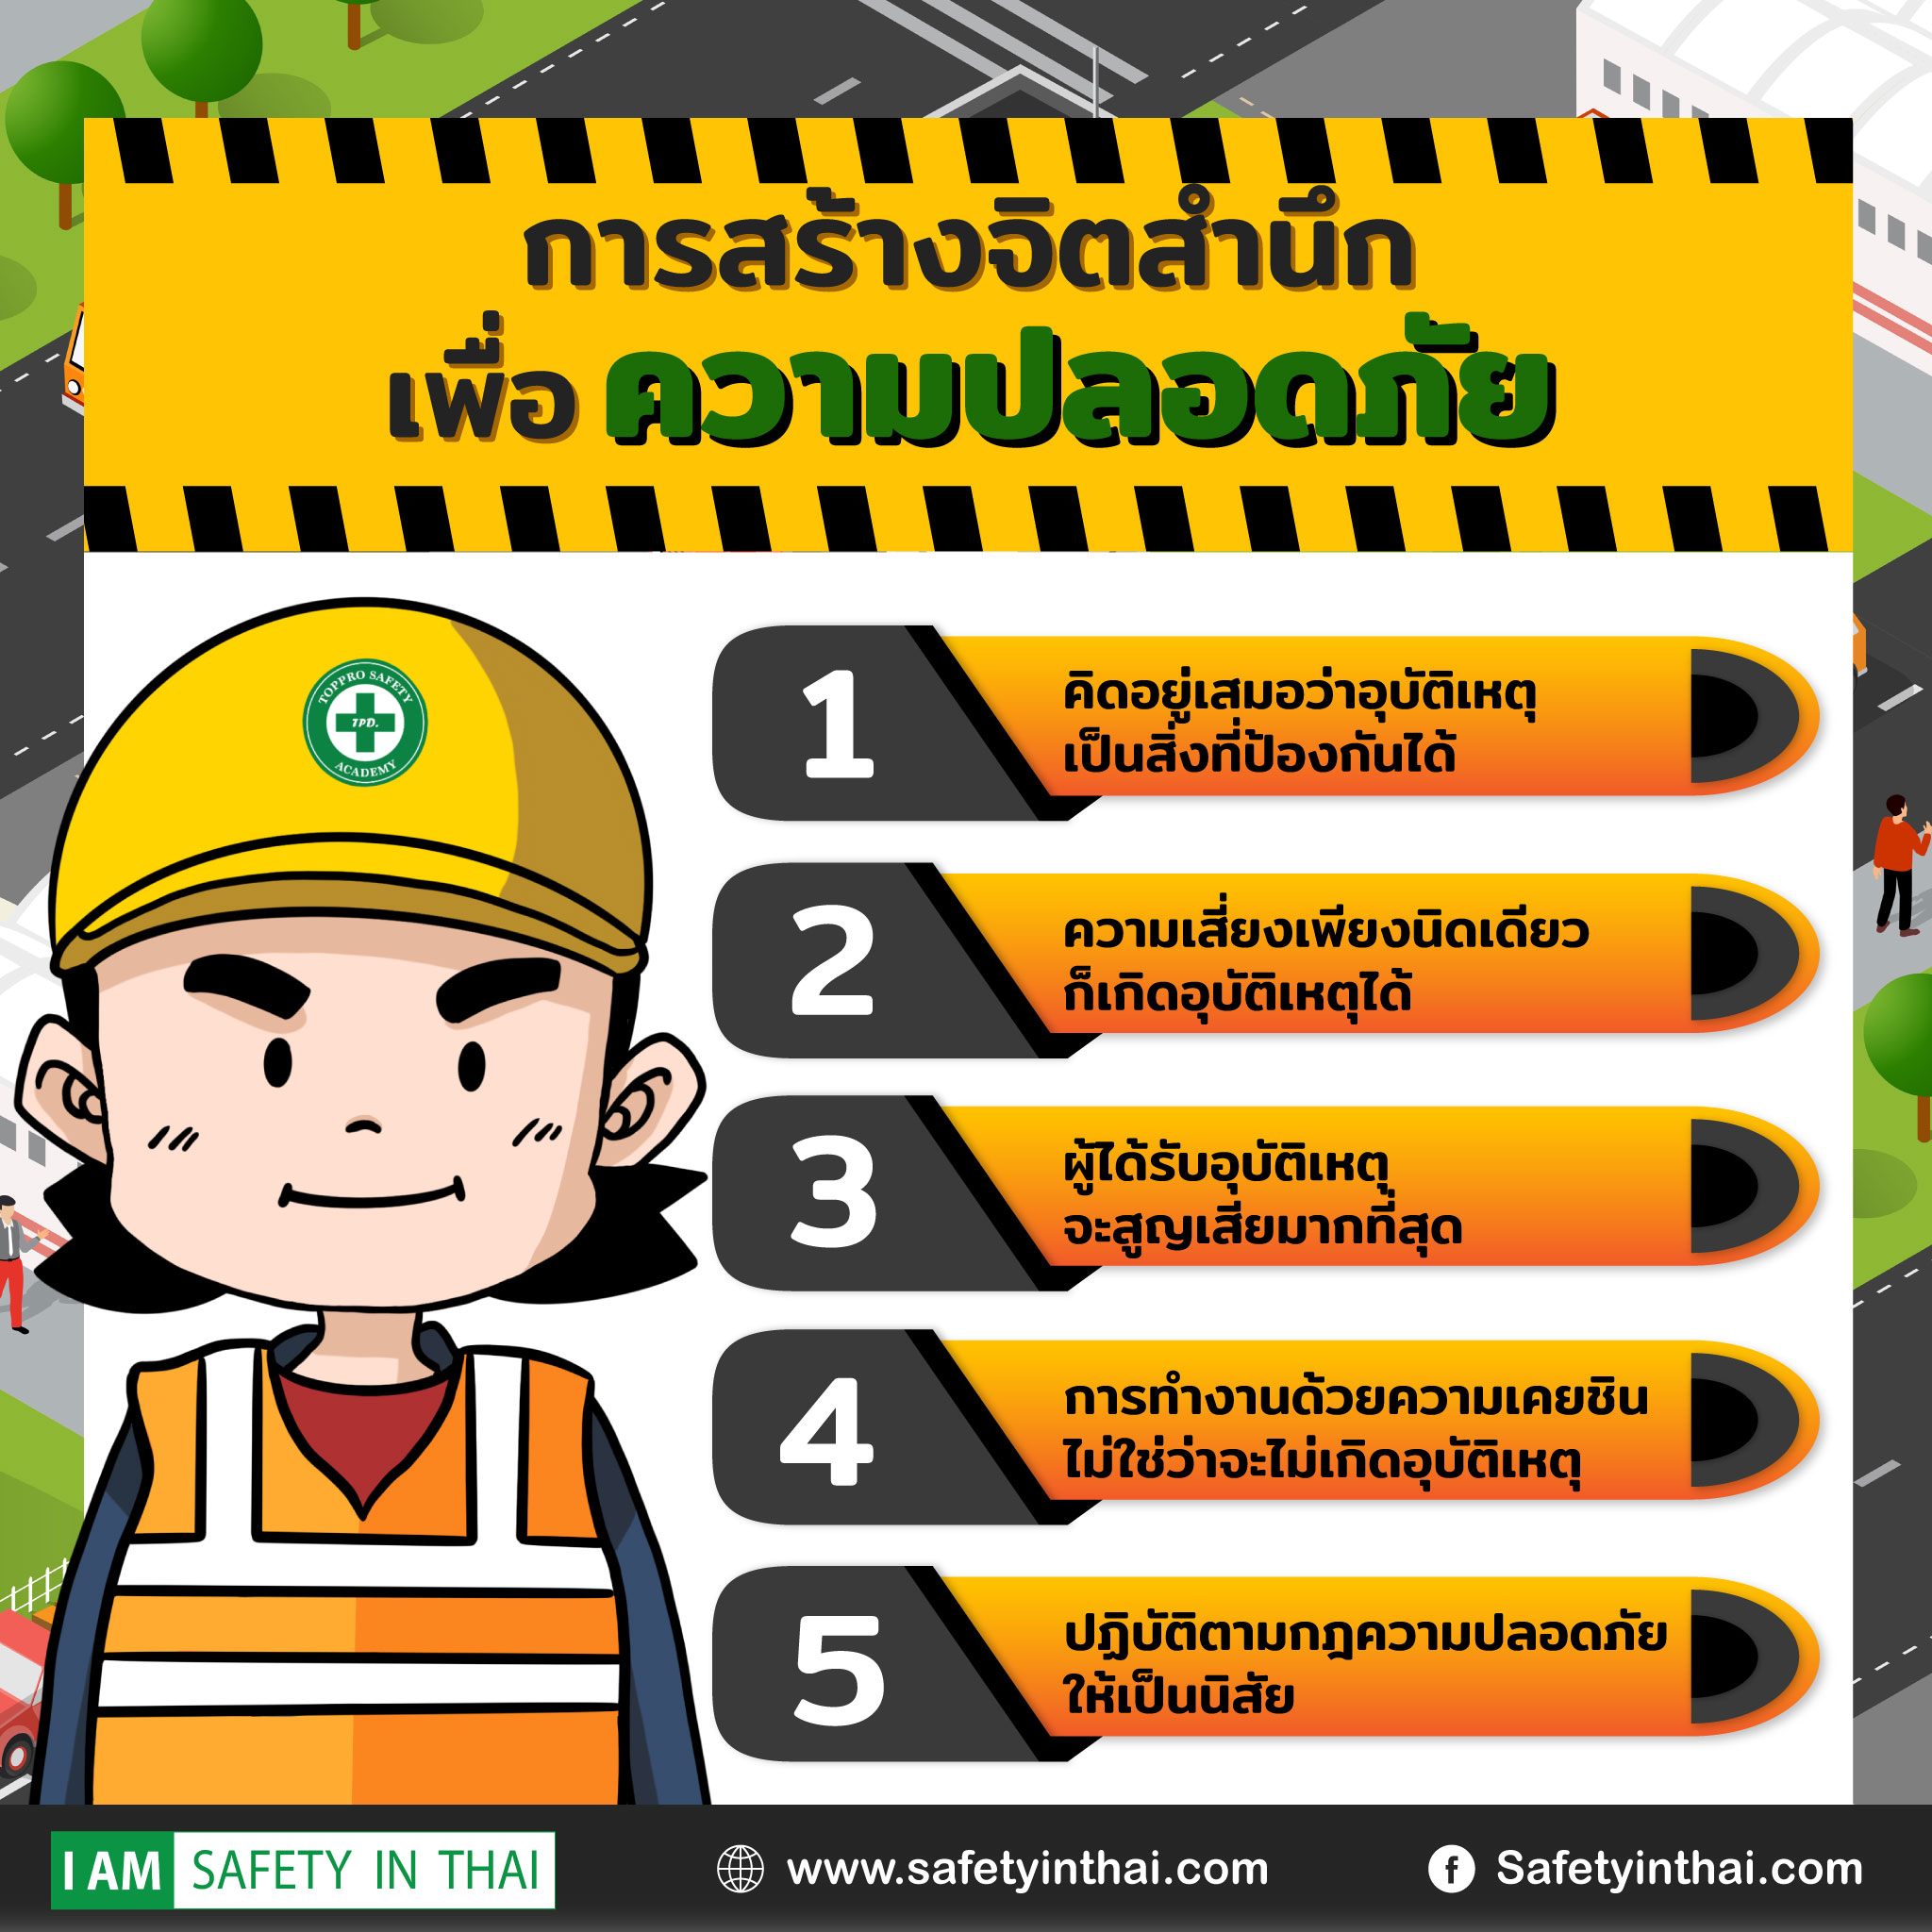 การสร้างจิตสำนึก
เพื่อ ความปลอดภัย
TOPPRO SAFETY
TPD.
ACADEMY
1
คิดอยู่เสมอว่าอุบัติเหตุ
เป็นสิ่งที่ป้องกันได้
2
ความเสี่ยงเพียงนิดเดียว
ก็เกิดอุบัติเหตุได้
3
ผู้ได้รับอุบัติเหตุ
จะสูญเสียมากที่สุด
4
การทำงานด้วยความเคยชิน
ไม่ใช่ว่าจะไม่เกิดอุบัติเหตุ
5
ปฏิบัติตามกฎความปลอดภัย
ให้เป็นนิสัย
I AM SAFETY IN THAI
www.safetyinthai.com
Safetyinthai.com